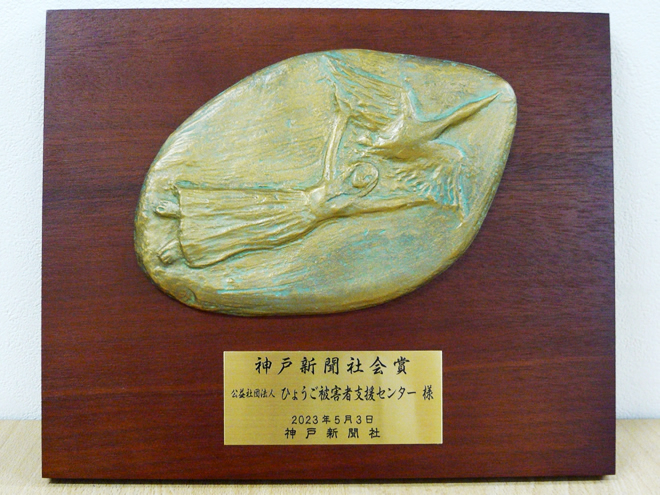 神戸新聞社会賞
公益社団法人 ひょうご被害者支援センター 様
2023年5月3日
神戸新聞社